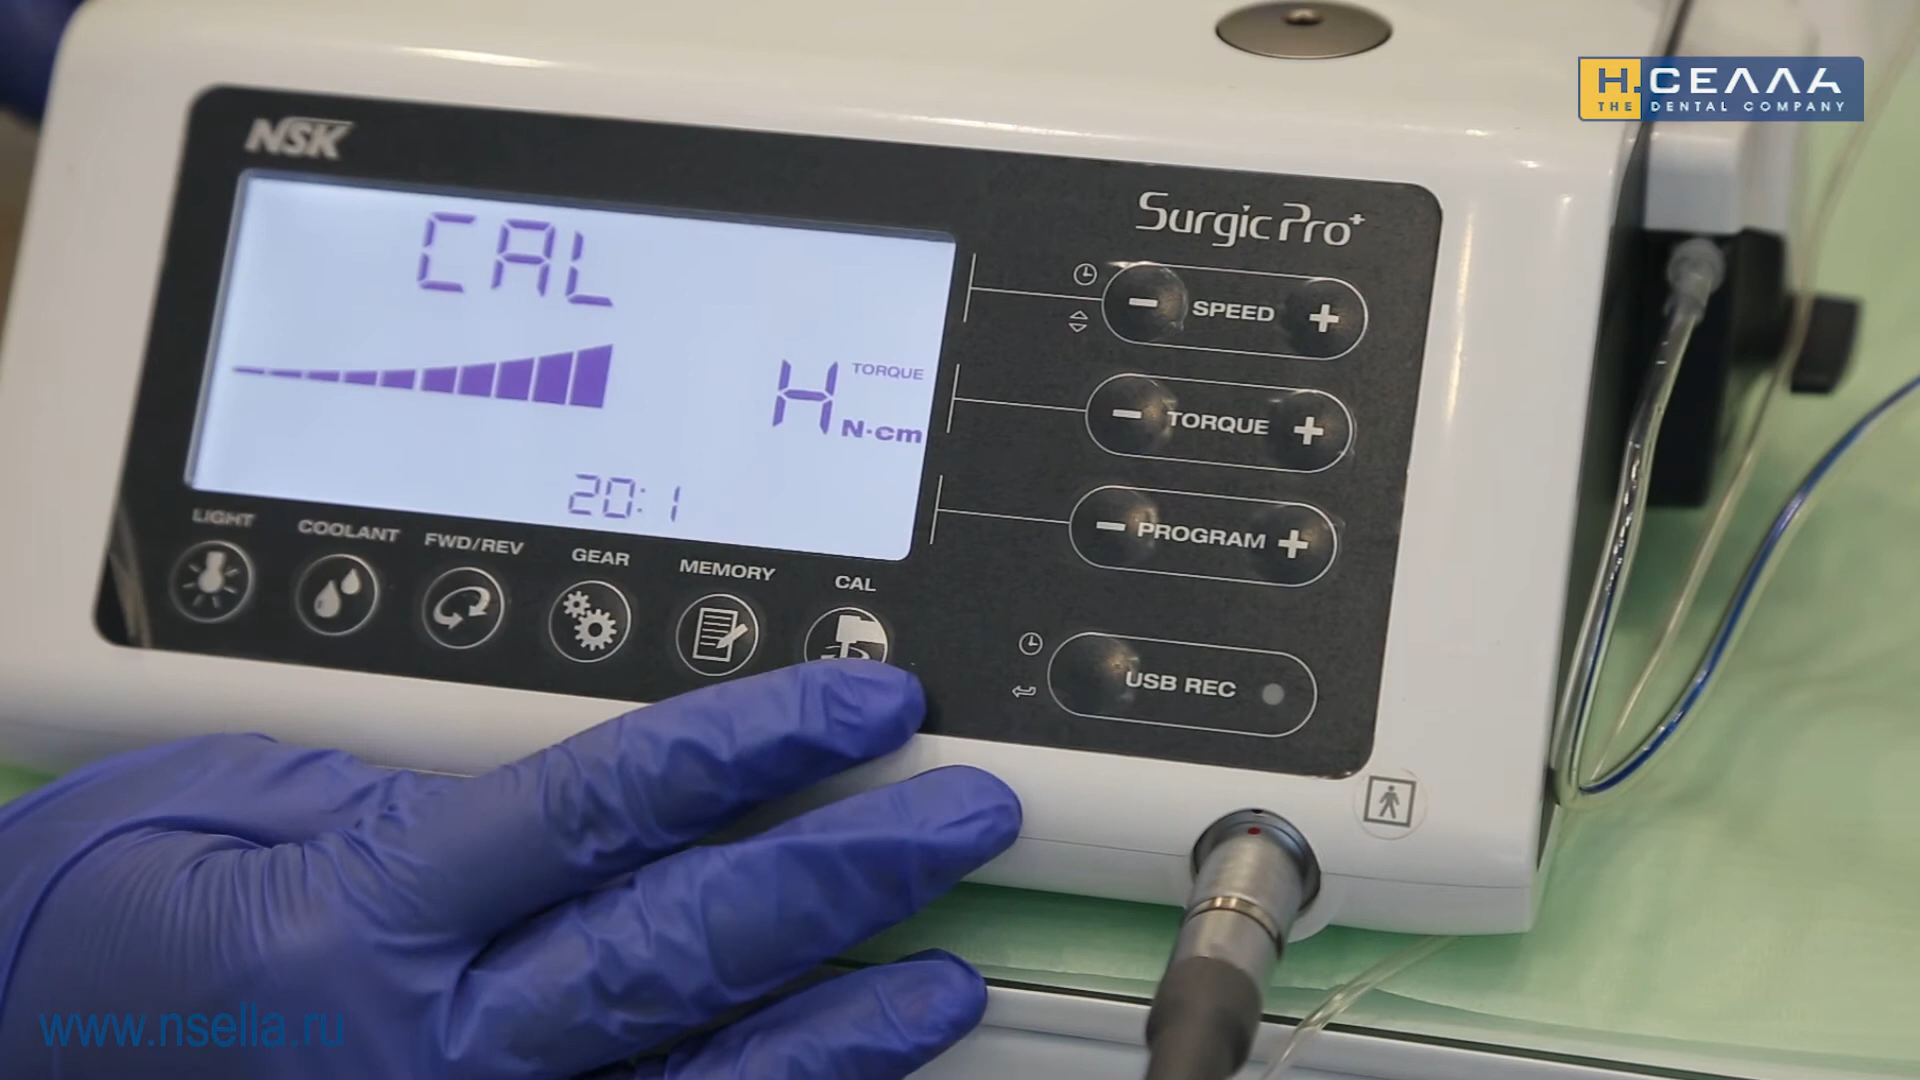 Н.СЕЛЛА
THE DENTAL COMPANY
NSK
Surgic Pro+
CAL
TORQUE
H
N·cm
20:1
- SPEED +
- TORQUE +
- PROGRAM +
USB REC
LIGHT
COOLANT
FWD/REV
GEAR
MEMORY
CAL
www.nsella.ru